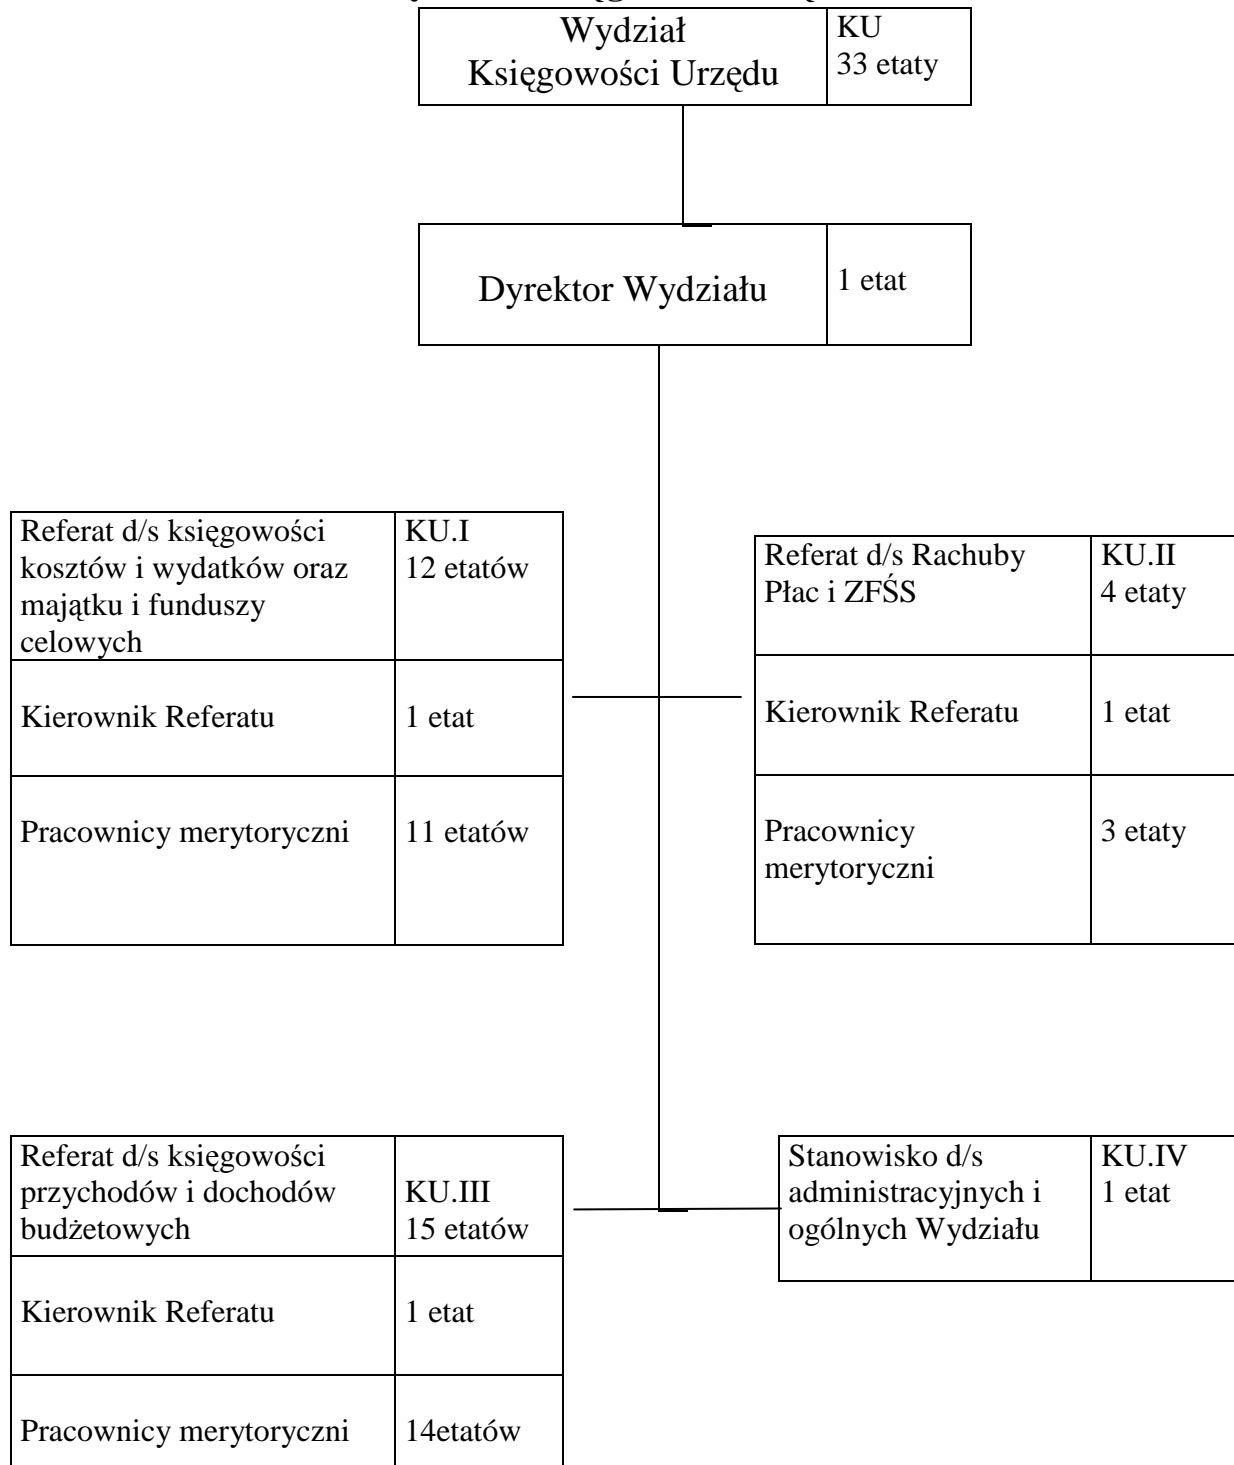 Wydział
Księgowości Urzędu
KU
33 etaty
Dyrektor Wydziału
1 etat
Referat d/s księgowości
kosztów i wydatków oraz
majątku i funduszy
celowych
KU.I
12 etatów
Kierownik Referatu
1 etat
Pracownicy merytoryczni
11 etatów
Referat d/s Rachuby
Płac i ZFŚS
KU.II
4 etaty
Kierownik Referatu
1 etat
Pracownicy
merytoryczni
3 etaty
Referat d/s księgowości
przychodów i dochodów
budżetowych
KU.III
15 etatów
Kierownik Referatu
1 etat
Pracownicy merytoryczni
14etatów
Stanowisko d/s
administracyjnych i
ogólnych Wydziału
KU.IV
1 etat